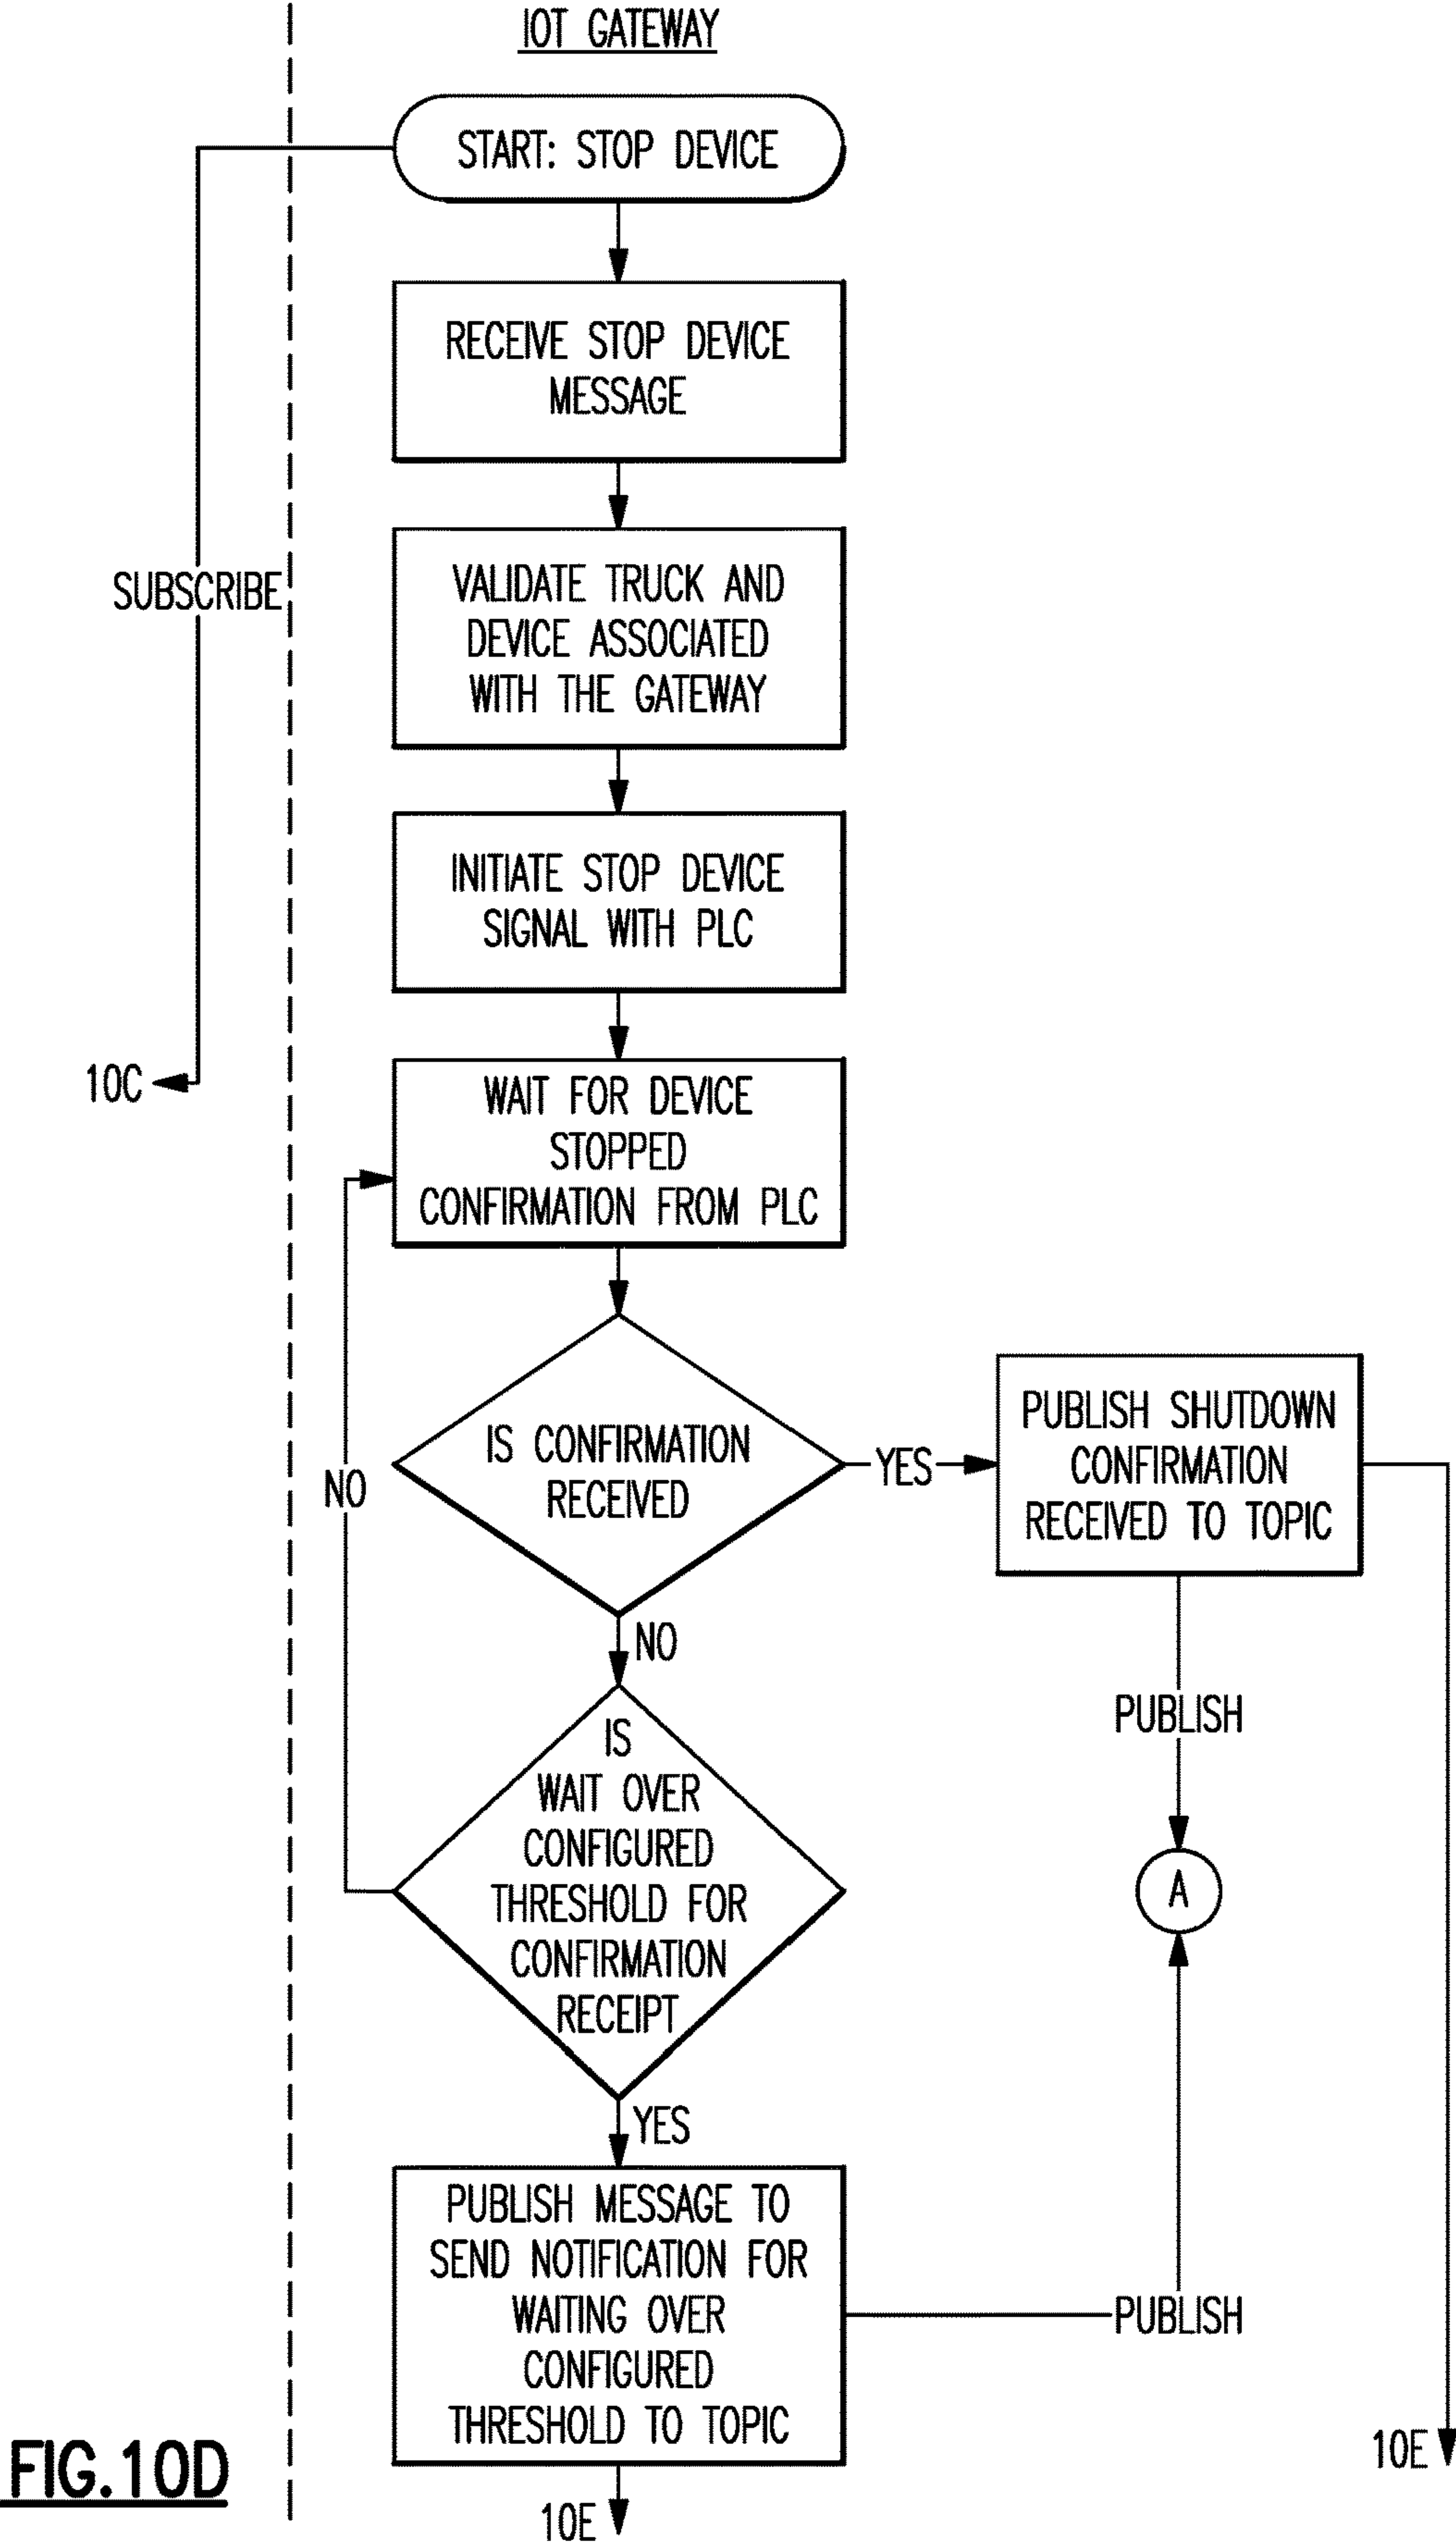 IOT GATEWAY
START: STOP DEVICE
RECEIVE STOP DEVICE
MESSAGE
SUBSCRIBE
VALIDATE TRUCK AND
DEVICE ASSOCIATED
WITH THE GATEWAY
INITIATE STOP DEVICE
SIGNAL WITH PLC
10C
WAIT FOR DEVICE
STOPPED
CONFIRMATION FROM PLC
NO
IS CONFIRMATION
RECEIVED
YES
PUBLISH SHUTDOWN
CONFIRMATION
RECEIVED TO TOPIC
NO
PUBLISH
IS
WAIT OVER
CONFIGURED
THRESHOLD FOR
CONFIRMATION
RECEIPT
A
YES
PUBLISH MESSAGE TO
SEND NOTIFICATION FOR
WAITING OVER
CONFIGURED
THRESHOLD TO TOPIC
PUBLISH
10E
10E
FIG.10D